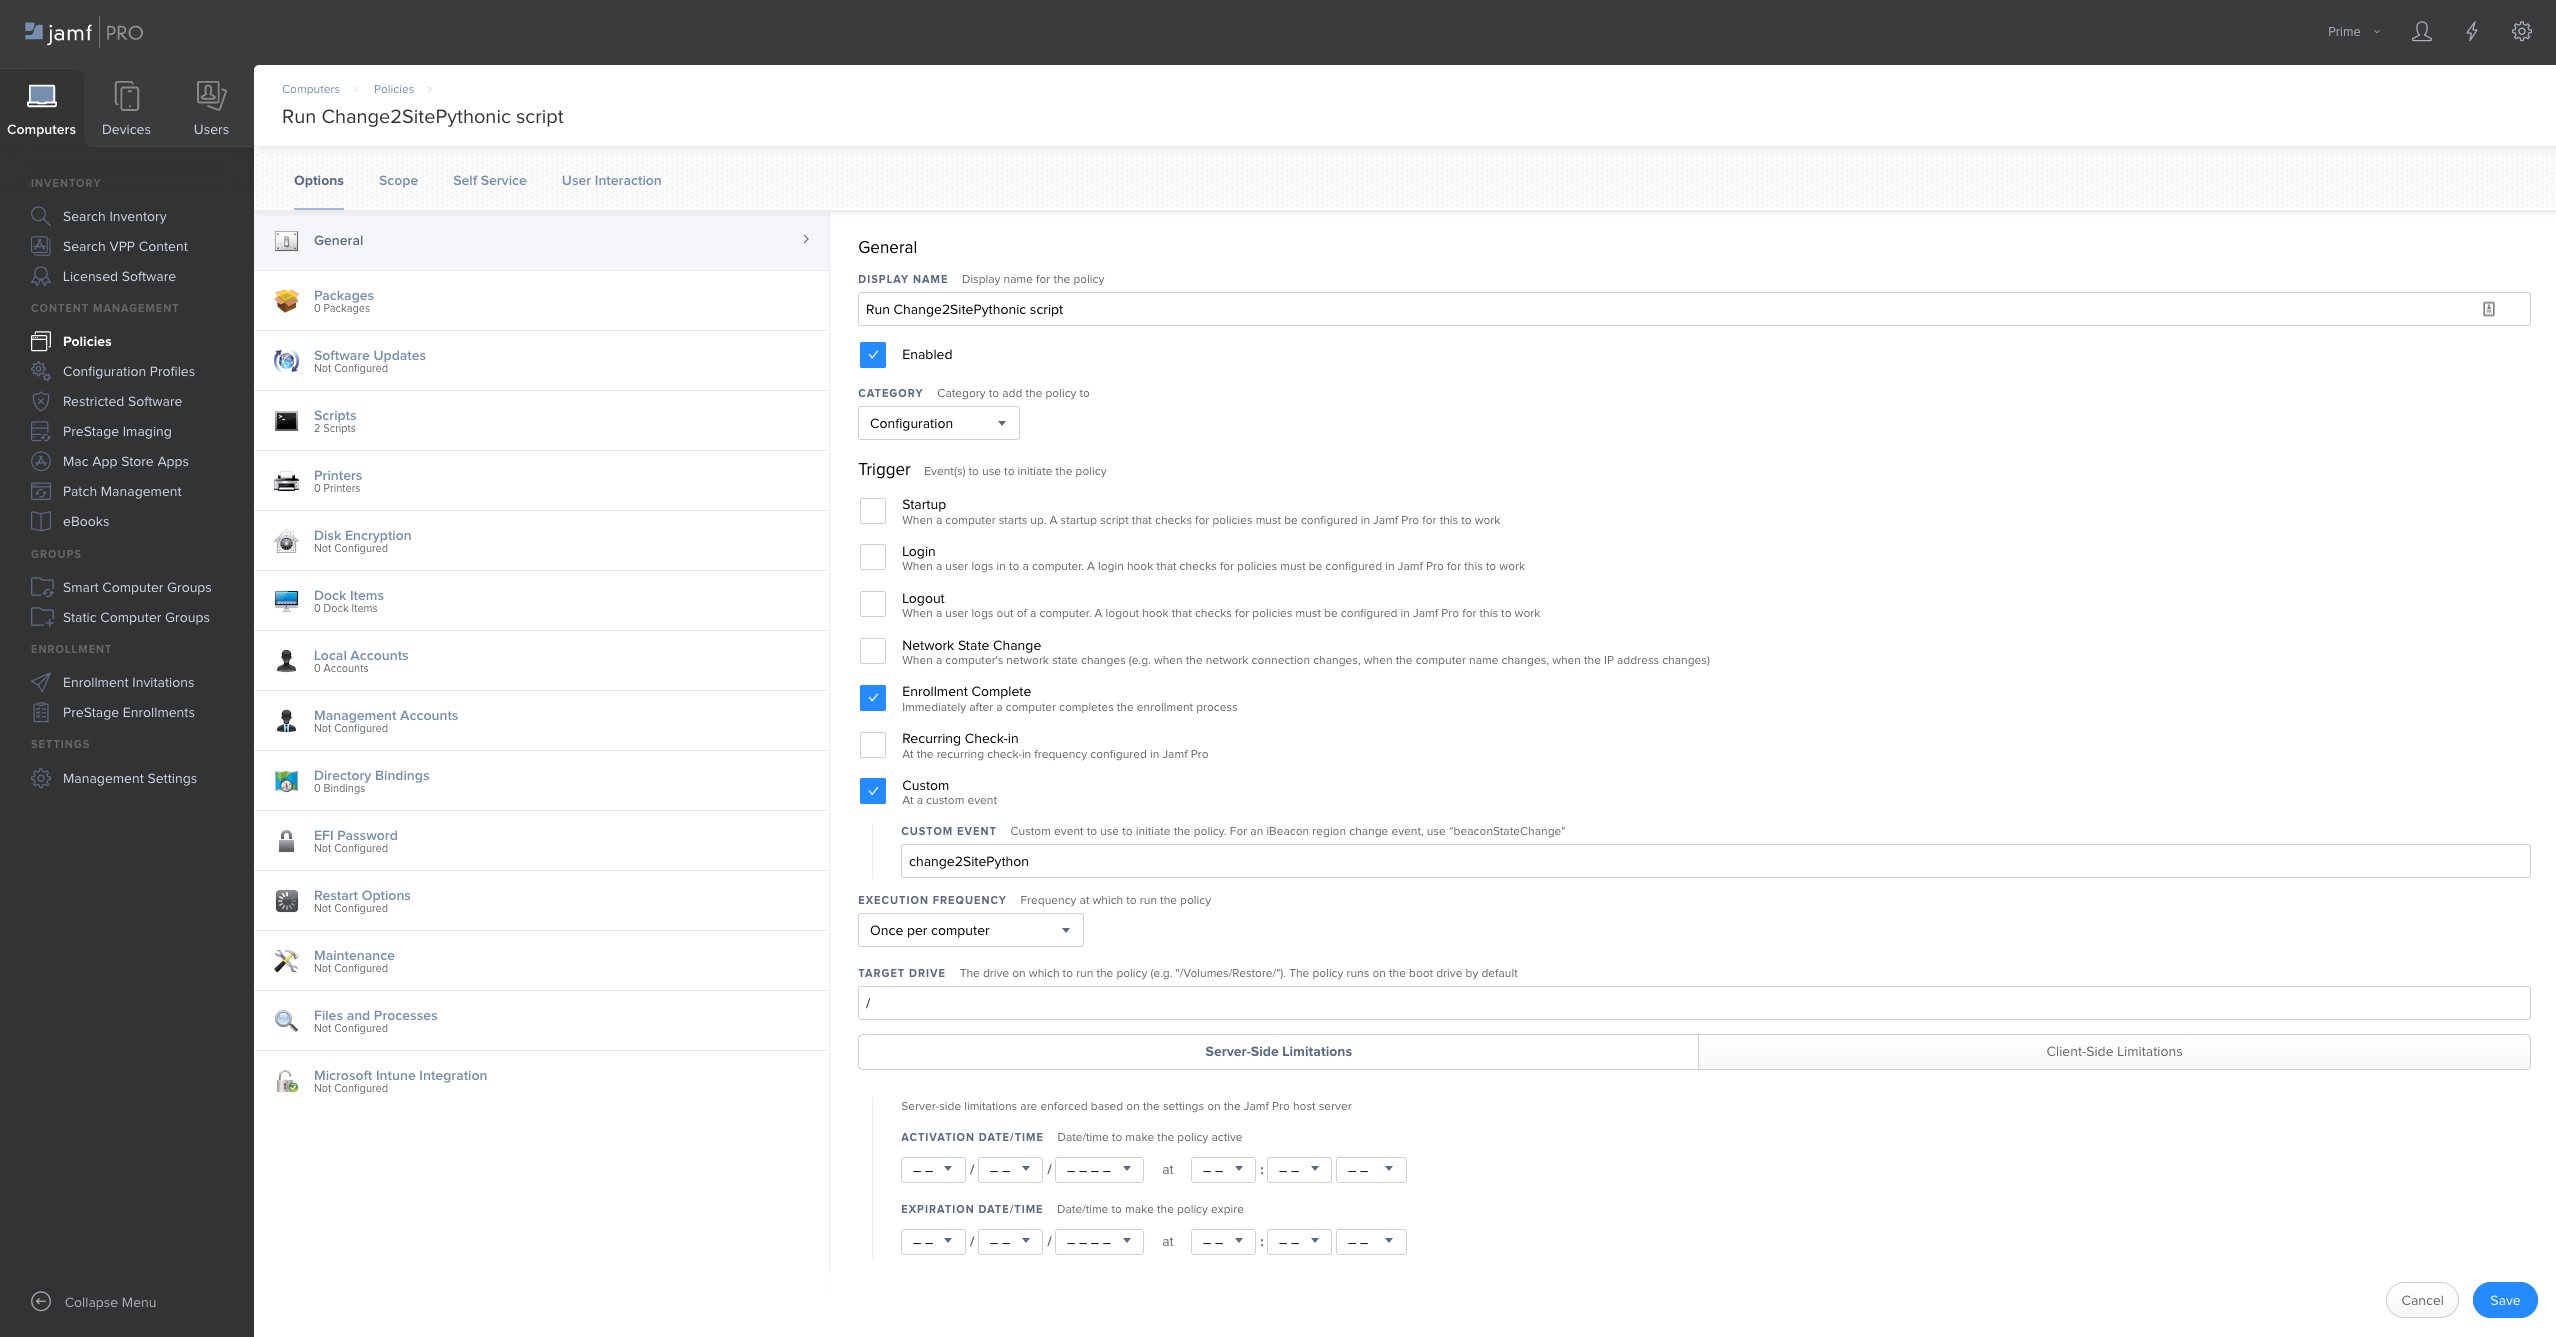 jamf PRO
Prime
Computers
Devices
Users
INVENTORY
Search Inventory
Search VPP Content
Licensed Software
CONTENT MANAGEMENT
Policies
Configuration Profiles
Restricted Software
PreStage Imaging
Mac App Store Apps
Patch Management
eBooks
GROUPS
Smart Computer Groups
Static Computer Groups
ENROLLMENT
Enrollment Invitations
PreStage Enrollments
SETTINGS
Management Settings
Collapse Menu
Computers Policies
Run Change2SitePythonic script
Options Scope Self Service User Interaction
General
Packages
0 Packages
Software Updates
Not Configured
Scripts
2 Scripts
Printers
0 Printers
Disk Encryption
Not Configured
Dock Items
0 Dock Items
Local Accounts
0 Accounts
Management Accounts
Not Configured
Directory Bindings
0 Bindings
EFI Password
Not Configured
Restart Options
Not Configured
Maintenance
Not Configured
Files and Processes
Not Configured
Microsoft Intune Integration
Not Configured
General
DISPLAY NAME Display name for the policy
Run Change2SitePythonic script
Enabled
CATEGORY Category to add the policy to
Configuration
Trigger Event(s) to use to initiate the policy
Startup
When a computer starts up. A startup script that checks for policies must be configured in Jamf Pro for this to work
Login
When a user logs in to a computer. A login hook that checks for policies must be configured in Jamf Pro for this to work
Logout
When a user logs out of a computer. A logout hook that checks for policies must be configured in Jamf Pro for this to work
Network State Change
When a computer's network state changes (e.g. when the network connection changes, when the computer name changes, when the IP address changes)
Enrollment Complete
Immediately after a computer completes the enrollment process
Recurring Check-in
At the recurring check-in frequency configured in Jamf Pro
Custom
At a custom event
CUSTOM EVENT Custom event to use to initiate the policy. For an iBeacon region change event, use “beaconStateChange"
change2SitePython
EXECUTION FREQUENCY Frequency at which to run the policy
Once per computer
TARGET DRIVE The drive on which to run the policy (e.g. "/Volumes/Restore/"). The policy runs on the boot drive by default
/
Server-Side Limitations Client-Side Limitations
Server-side limitations are enforced based on the settings on the Jamf Pro host server
ACTIVATION DATE/TIME Date/time to make the policy active
– – / – – / – – – – at – – : – – – –
EXPIRATION DATE/TIME Date/time to make the policy expire
– – / – – / – – – – at – – : – – – –
Cancel Save